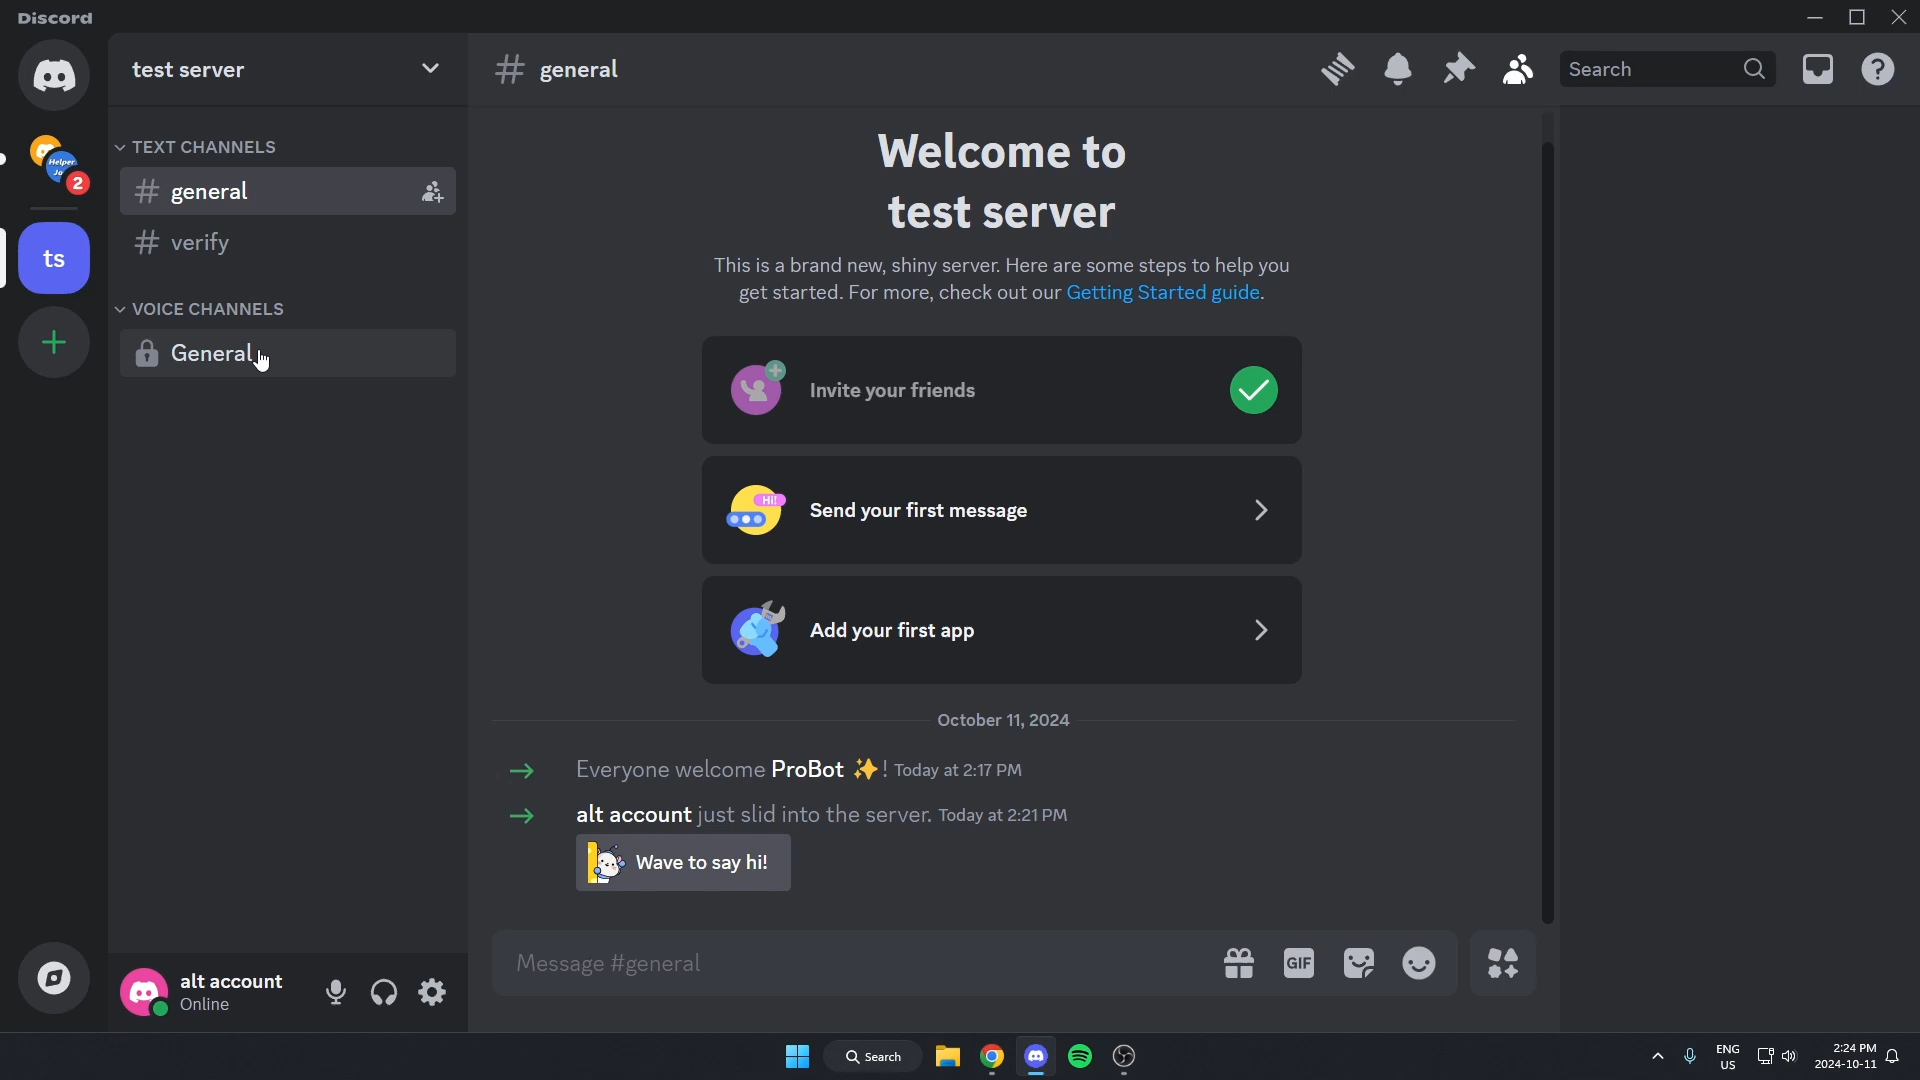 Discord
test server
# general
Search
TEXT CHANNELS
# general
# verify
VOICE CHANNELS
General
Helper
2
ts
Welcome to
test server
This is a brand new, shiny server. Here are some steps to help you
get started. For more, check out our Getting Started guide.
Invite your friends
Hi!
Send your first message
Add your first app
October 11, 2024
Everyone welcome ProBot ✨! Today at 2:17 PM
alt account just slid into the server. Today at 2:21 PM
Wave to say hi!
Message #general
GIF
alt account
Online
Search
ENG
US
2:24 PM
2024-10-11